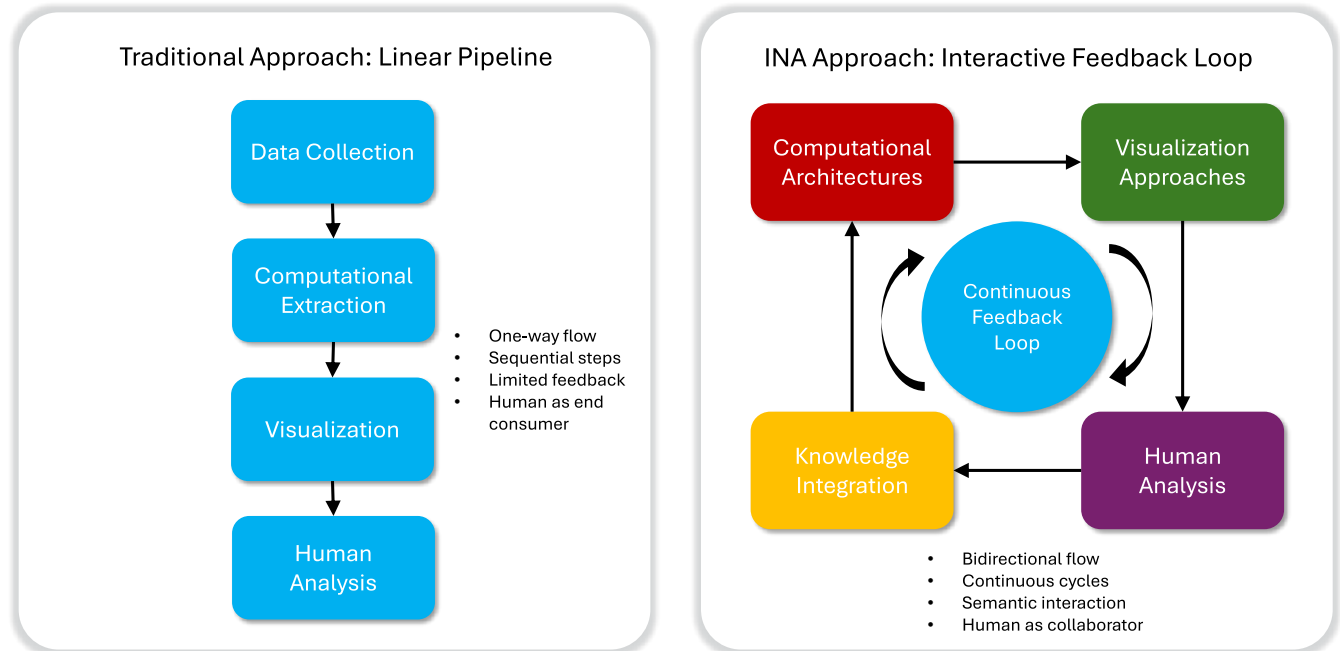 Traditional Approach: Linear Pipeline
Data Collection
Computational
Extraction
Visualization
Human
Analysis
• One-way flow
• Sequential steps
• Limited feedback
• Human as end
consumer
INA Approach: Interactive Feedback Loop
Computational
Architectures
Visualization
Approaches
Continuous
Feedback
Loop
Knowledge
Integration
Human
Analysis
• Bidirectional flow
• Continuous cycles
• Semantic interaction
• Human as collaborator